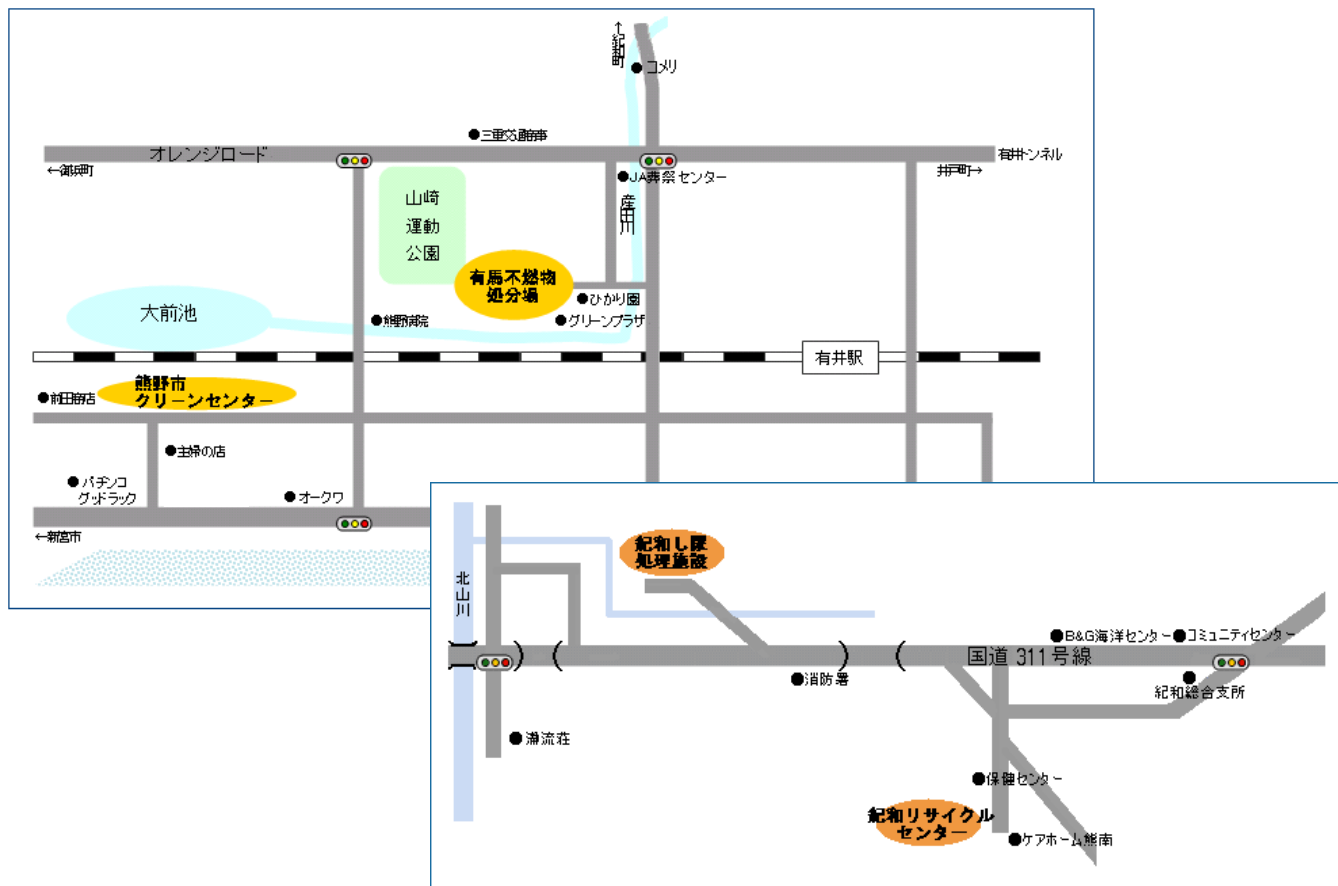 ↑紀和町
コメリ
三重交通商事
オレンジロード
有井トンネル
←御浜町
井戸町→
JA葬祭センター
山崎
運動
公園
産田川
有馬不燃物
処分場
ひかり園
大前池
熊野病院
グリーンプラザ
有井駅
熊野市
クリーンセンター
前田商店
主婦の店
パチンコ
グッドラック
オークワ
←新宮市
紀和し尿
処理施設
北山川
B&G海洋センター
コミュニティセンター
国道 311号線
消防署
紀和総合支所
瀞流荘
保健センター
紀和リサイクル
センター
ケアホーム熊南